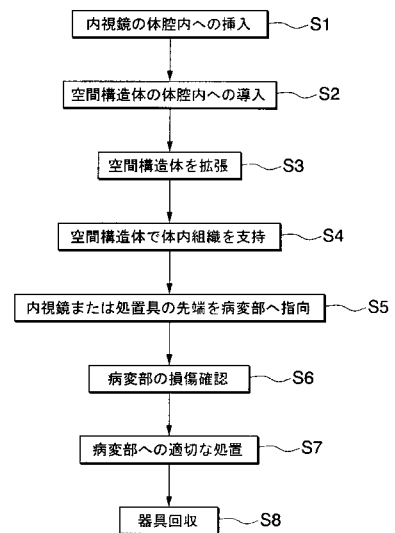 内視鏡の体腔内への挿入 S1
空間構造体の体腔内への導入 S2
空間構造体を拡張 S3
空間構造体で体内組織を支持 S4
内視鏡または処置具の先端を病変部へ指向 S5
病変部の損傷確認 S6
病変部への適切な処置 S7
器具回収 S8